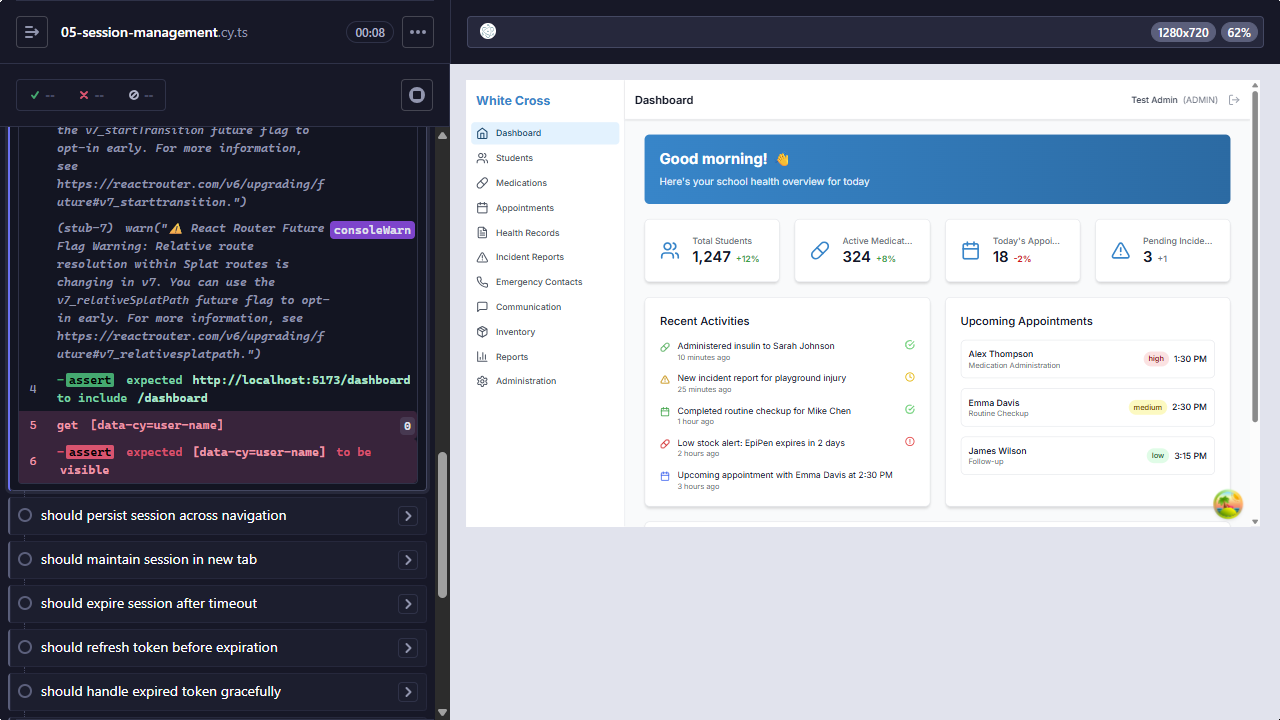 05-session-management.cy.ts
00:08
--
--
--
the v7_startTransition future flag to
opt-in early. For more information,
see
https://reactrouter.com/v6/upgrading/f
uture#v7_starttransition.")
(stub-7) warn("⚠️ React Router Future
consoleWarn
Flag Warning: Relative route
resolution within Splat routes is
changing in v7. You can use the
v7_relativeSplatPath future flag to opt-
in early. For more information, see
https://reactrouter.com/v6/upgrading/f
uture#v7_relativesplatpath.")
4 -assert expected http://localhost:5173/dashboard
to include /dashboard
5 get [data-cy=user-name] 0
6 -assert expected [data-cy=user-name] to be
visible
should persist session across navigation
should maintain session in new tab
should expire session after timeout
should refresh token before expiration
should handle expired token gracefully
1280x720
62%
White Cross
Dashboard
Students
Medications
Appointments
Health Records
Incident Reports
Emergency Contacts
Communication
Inventory
Reports
Administration
Dashboard
Test Admin (ADMIN)
Good morning! 👋
Here's your school health overview for today
Total Students
1,247 +12%
Active Medicat...
324 +8%
Today's Appoi...
18 -2%
Pending Incide...
3 +1
Recent Activities
Administered insulin to Sarah Johnson
10 minutes ago
New incident report for playground injury
25 minutes ago
Completed routine checkup for Mike Chen
1 hour ago
Low stock alert: EpiPen expires in 2 days
2 hours ago
Upcoming appointment with Emma Davis at 2:30 PM
3 hours ago
Upcoming Appointments
Alex Thompson
Medication Administration
high 1:30 PM
Emma Davis
Routine Checkup
medium 2:30 PM
James Wilson
Follow-up
low 3:15 PM